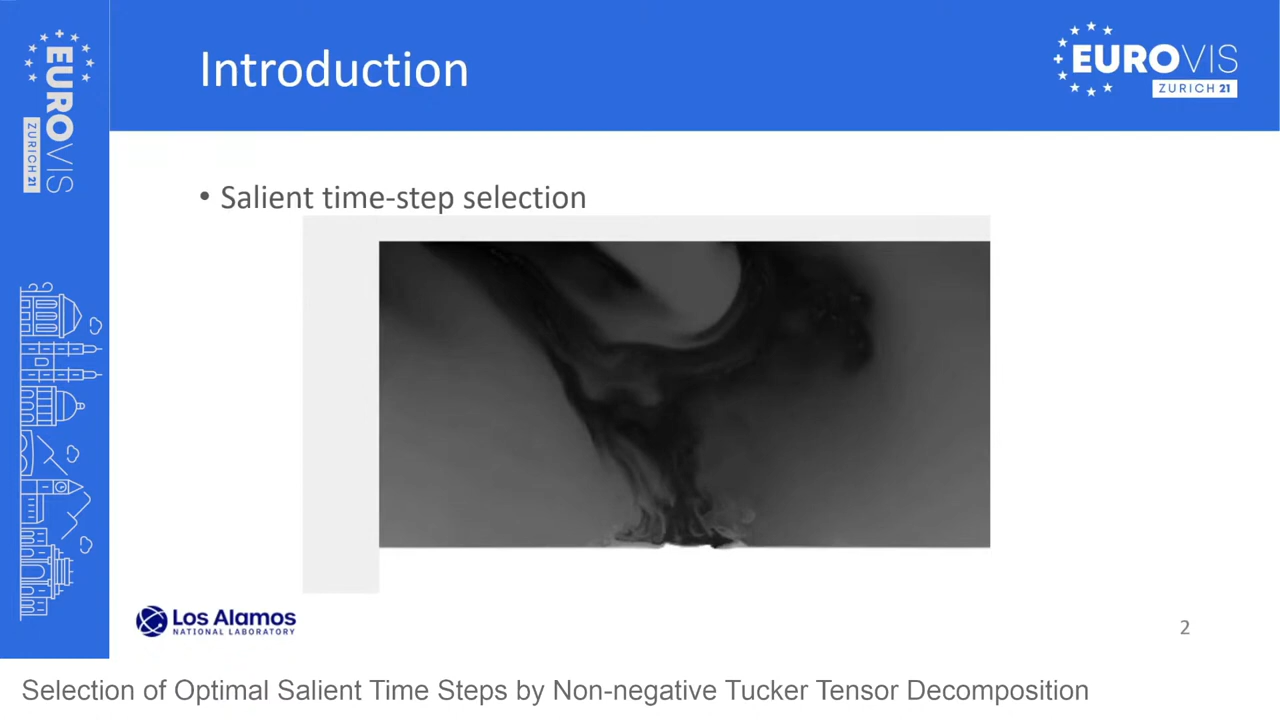 EUROVIS
ZURICH 21
Introduction
EUROVIS
ZURICH 21
• Salient time-step selection
Los Alamos
NATIONAL LABORATORY
2
Selection of Optimal Salient Time Steps by Non-negative Tucker Tensor Decomposition